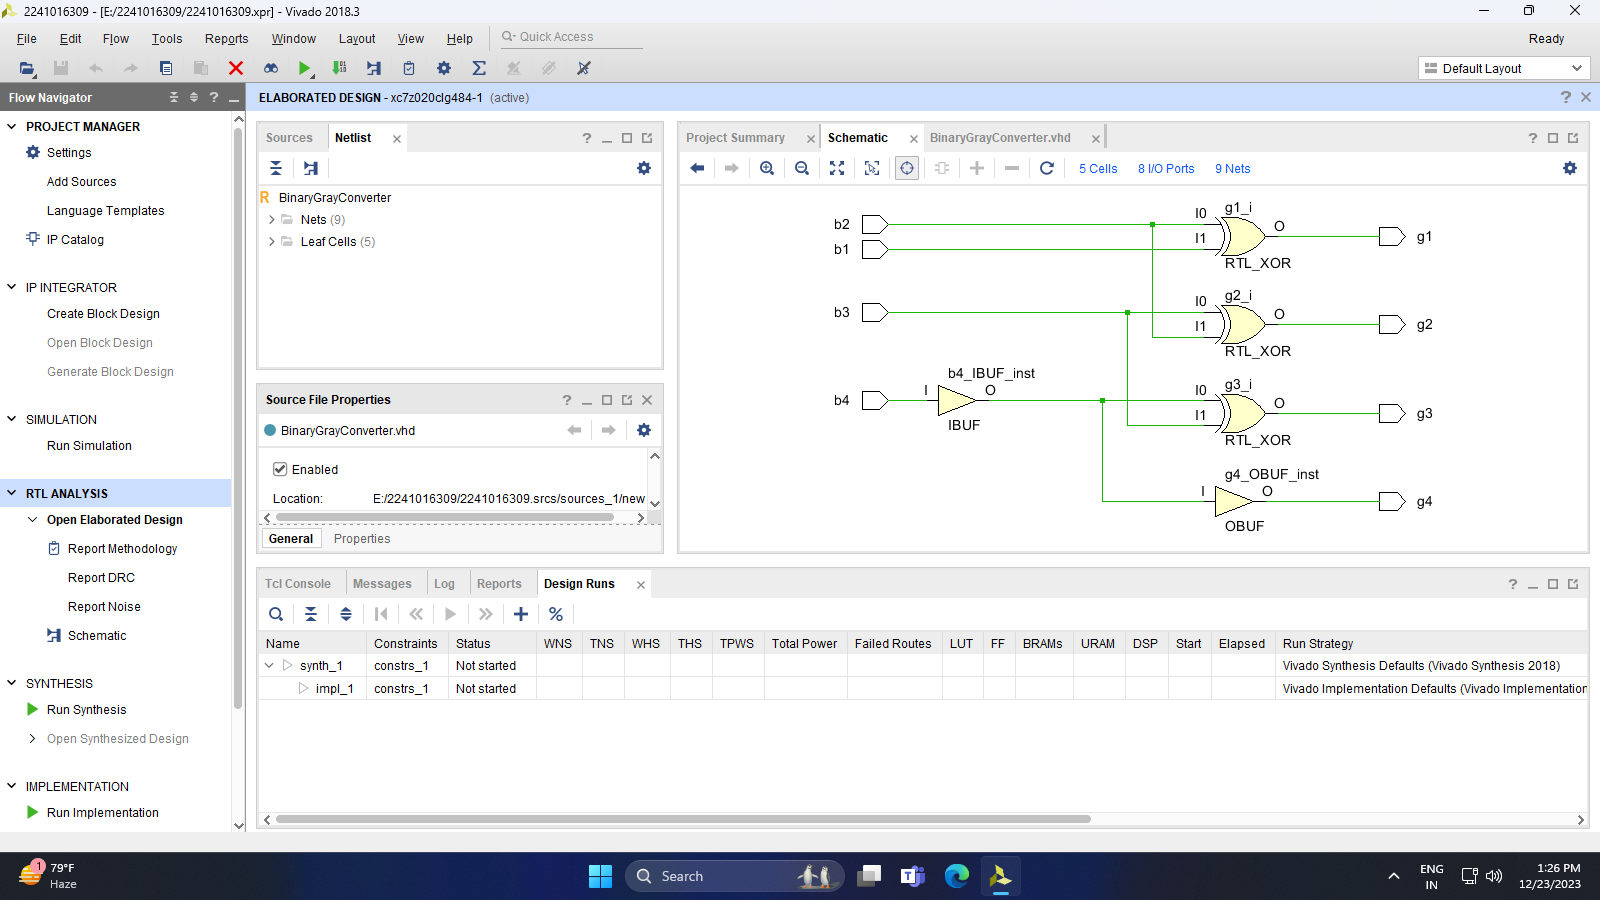 2241016309 - [E:/2241016309/2241016309.xpr] - Vivado 2018.3
File Edit Flow Tools Reports Window Layout View Help Q- Quick Access Ready
Default Layout
Flow Navigator
ELABORATED DESIGN - xc7z020clg484-1 (active)
PROJECT MANAGER
Settings
Add Sources
Language Templates
IP Catalog
IP INTEGRATOR
Create Block Design
Open Block Design
Generate Block Design
SIMULATION
Run Simulation
RTL ANALYSIS
Open Elaborated Design
Report Methodology
Report DRC
Report Noise
Schematic
SYNTHESIS
Run Synthesis
Open Synthesized Design
IMPLEMENTATION
Run Implementation
Sources Netlist
BinaryGrayConverter
Nets (9)
Leaf Cells (5)
Source File Properties
BinaryGrayConverter.vhd
Enabled
Location: E:/2241016309/2241016309.srcs/sources_1/new
General Properties
Project Summary Schematic BinaryGrayConverter.vhd
5 Cells 8 I/O Ports 9 Nets
g1_i
b2 I0 O
b1 I1 g1
RTL_XOR
g2_i
b3 I0 O
I1 g2
RTL_XOR
b4_IBUF_inst g3_i
b4 I O I0 O
I1 g3
IBUF RTL_XOR
g4_OBUF_inst
I O g4
OBUF
Tcl Console Messages Log Reports Design Runs
Name Constraints Status WNS TNS WHS THS TPWS Total Power Failed Routes LUT FF BRAMs URAM DSP Start Elapsed Run Strategy
synth_1 constrs_1 Not started Vivado Synthesis Defaults (Vivado Synthesis 2018)
impl_1 constrs_1 Not started Vivado Implementation Defaults (Vivado Implementation
1 79°F
Haze
Search
ENG
IN
1:26 PM
12/23/2023